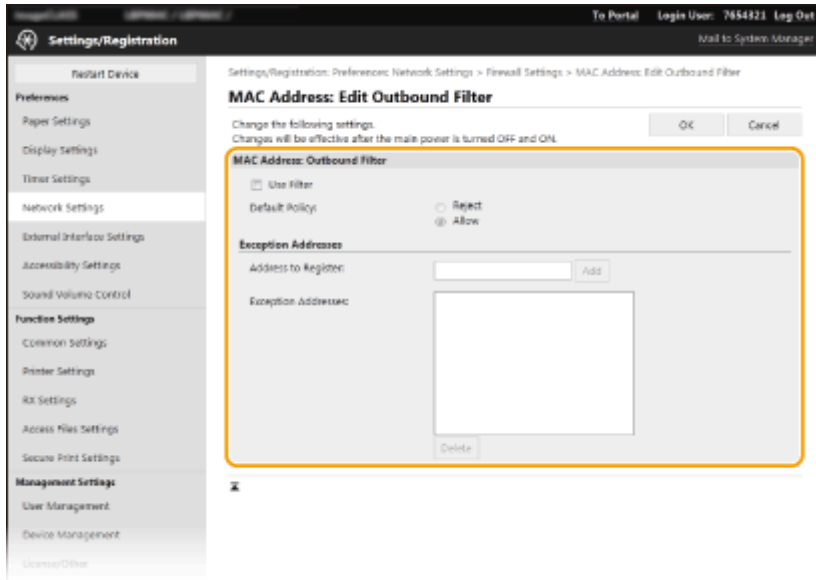 To Portal Login User: 7654321 Log Out
Settings/Registration
Mail to System Manager
Restart Device
Preferences
Paper Settings
Display Settings
Timer Settings
Network Settings
External Interface Settings
Accessibility Settings
Sound Volume Control
Function Settings
Common Settings
Printer Settings
RX Settings
Access Files Settings
Secure Print Settings
Management Settings
User Management
Device Management
License/Other
Settings/Registration: Preferences: Network Settings > Firewall Settings > MAC Address: Edit Outbound Filter
MAC Address: Edit Outbound Filter
Change the following settings.
Changes will be effective after the main power is turned OFF and ON.
OK Cancel
MAC Address: Outbound Filter
Use Filter
Default Policy: Reject
Allow
Exception Addresses
Address to Register: Add
Exception Addresses:
Delete